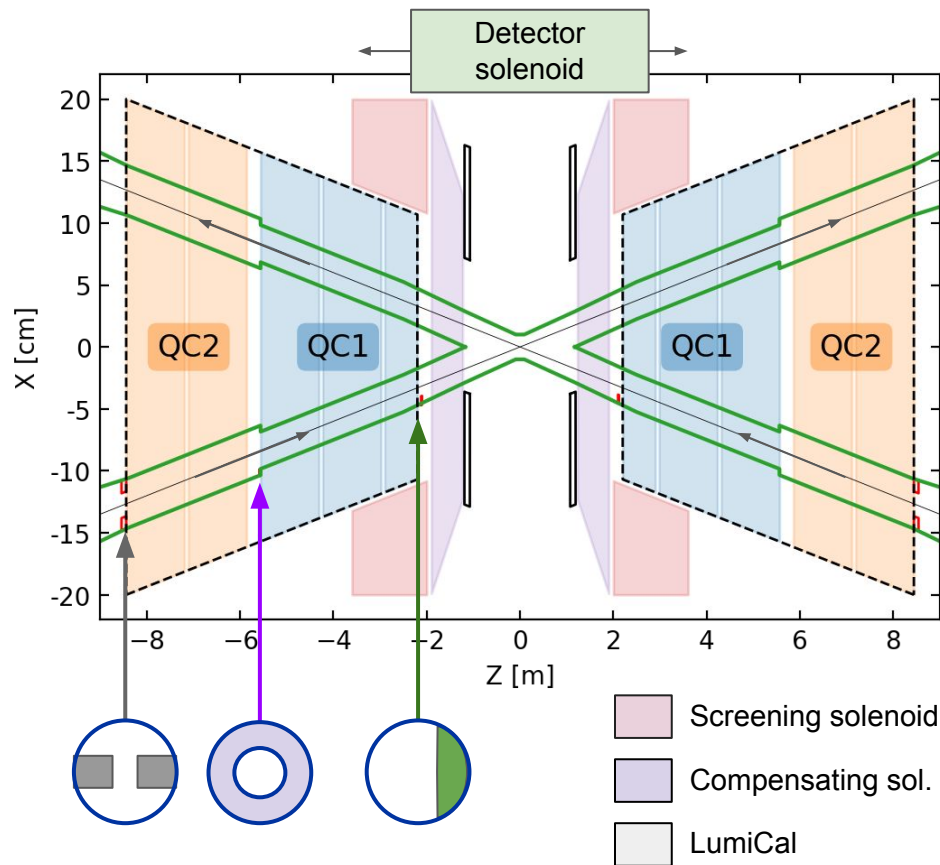 Detector
solenoid
20
15
10
5
0
−5
−10
−15
−20
X [cm]
QC2
QC1
QC1
QC2
−8
−6
−4
−2
0
2
4
6
8
Z [m]
Screening solenoid
Compensating sol.
LumiCal